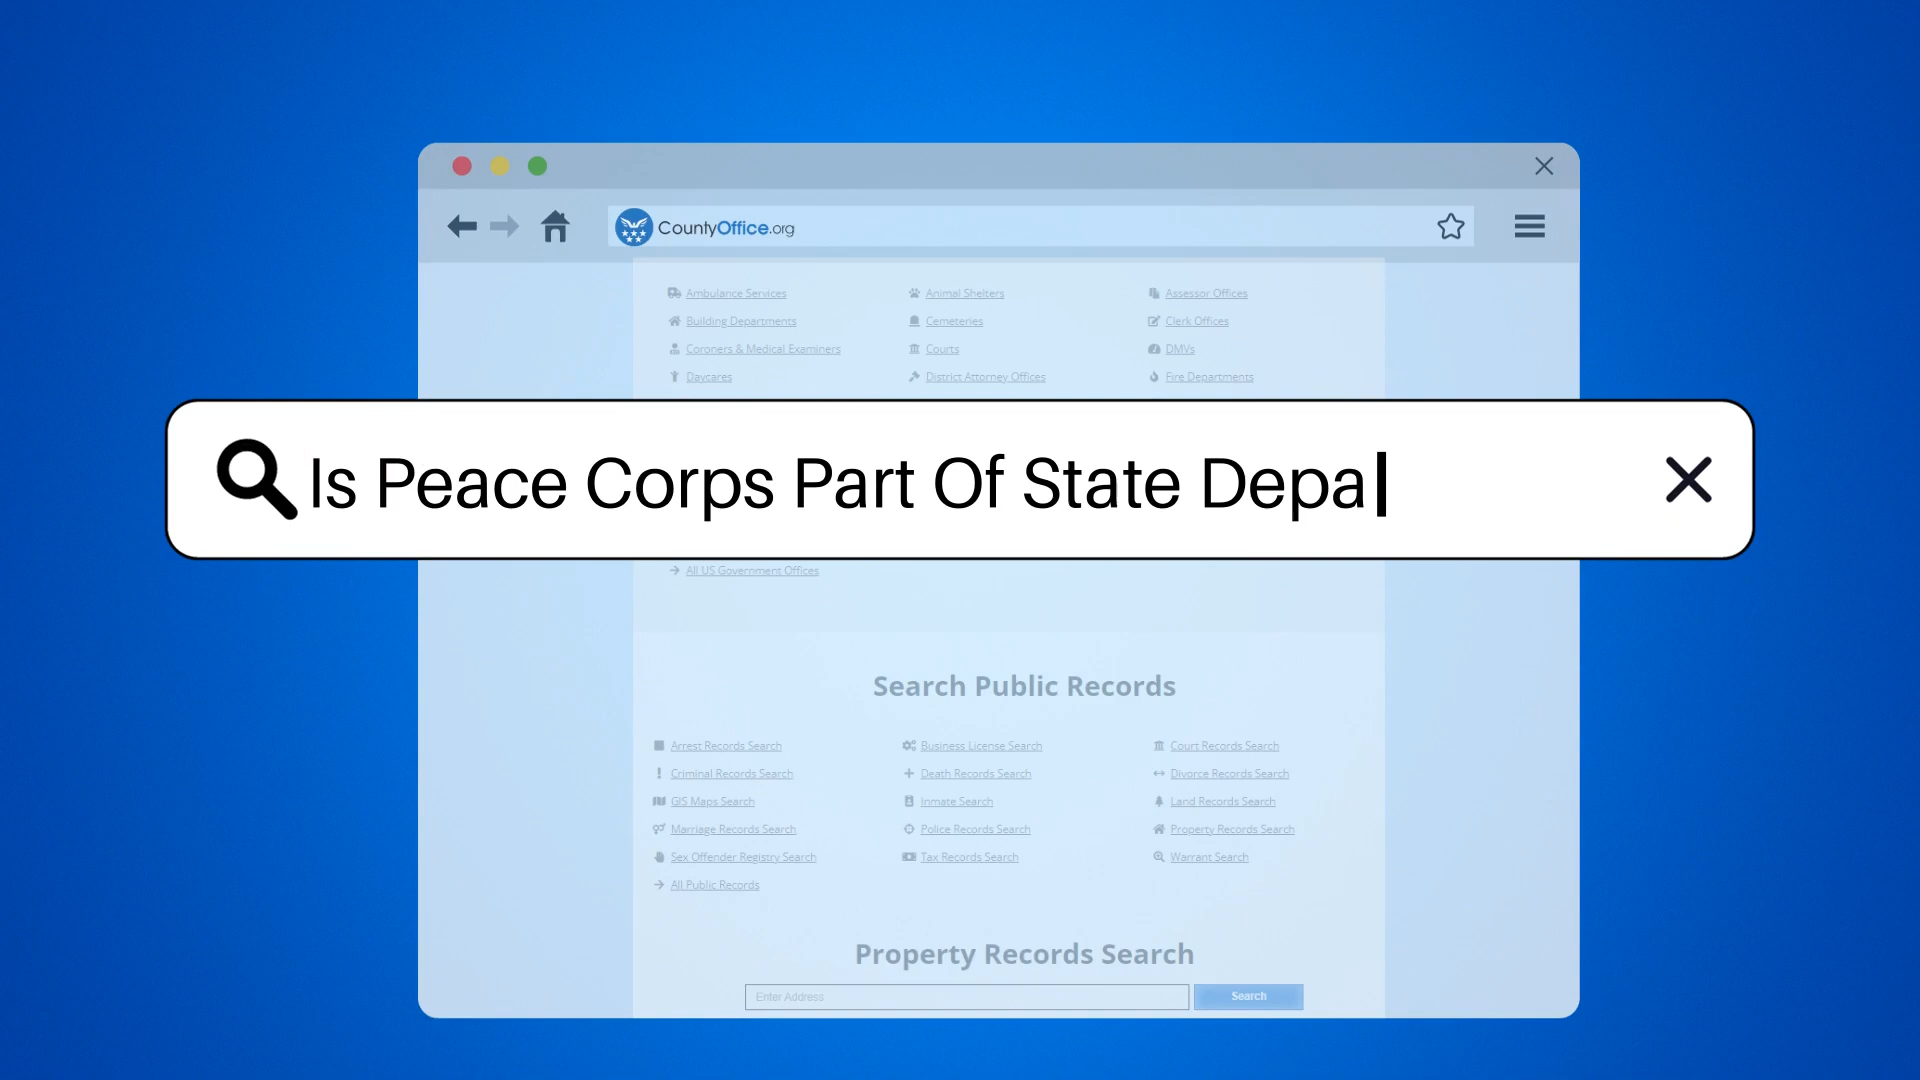 CountyOffice.org
Ambulance Services Animal Shelters Assessor Offices
Building Departments Cemeteries Clerk Offices
Coroners & Medical Examiners Courts DMVs
Daycares District Attorney Offices Fire Departments
Is Peace Corps Part Of State Depa
All US Government Offices
Search Public Records
Arrest Records Search Business License Search Court Records Search
Criminal Records Search Death Records Search Divorce Records Search
GIS Maps Search Inmate Search Land Records Search
Marriage Records Search Police Records Search Property Records Search
Sex Offender Registry Search Tax Records Search Warrant Search
All Public Records
Property Records Search
Enter Address Search